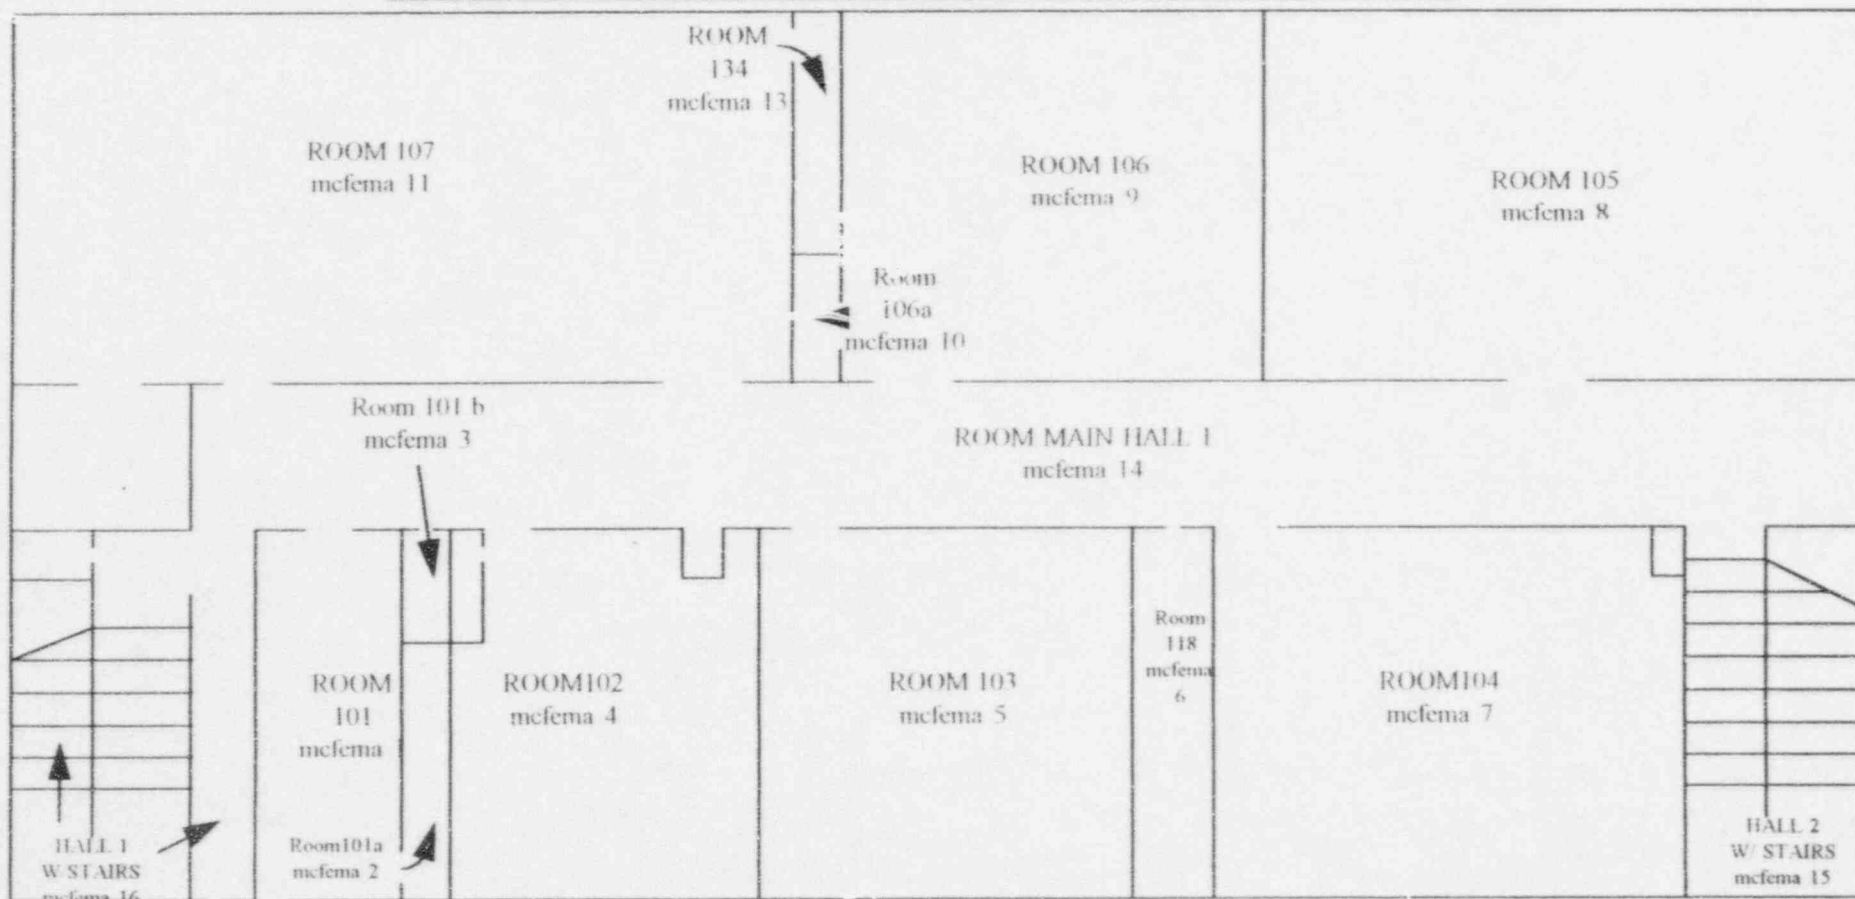 ROOM
134
mcfema 13
ROOM 107
mcfema 11
ROOM 106
mcfema 9
ROOM 105
mcfema 8
Room
106a
mcfema 10
Room 101 b
mcfema 3
ROOM MAIN HALL 1
mcfema 14
Room
118
mcfema
6
ROOM
101
mcfema
ROOM102
mcfema 4
ROOM 103
mcfema 5
ROOM104
mcfema 7
HALL 1
W/ STAIRS
mcfema 16
Room101a
mcfema 2
HALL 2
W/ STAIRS
mcfema 15